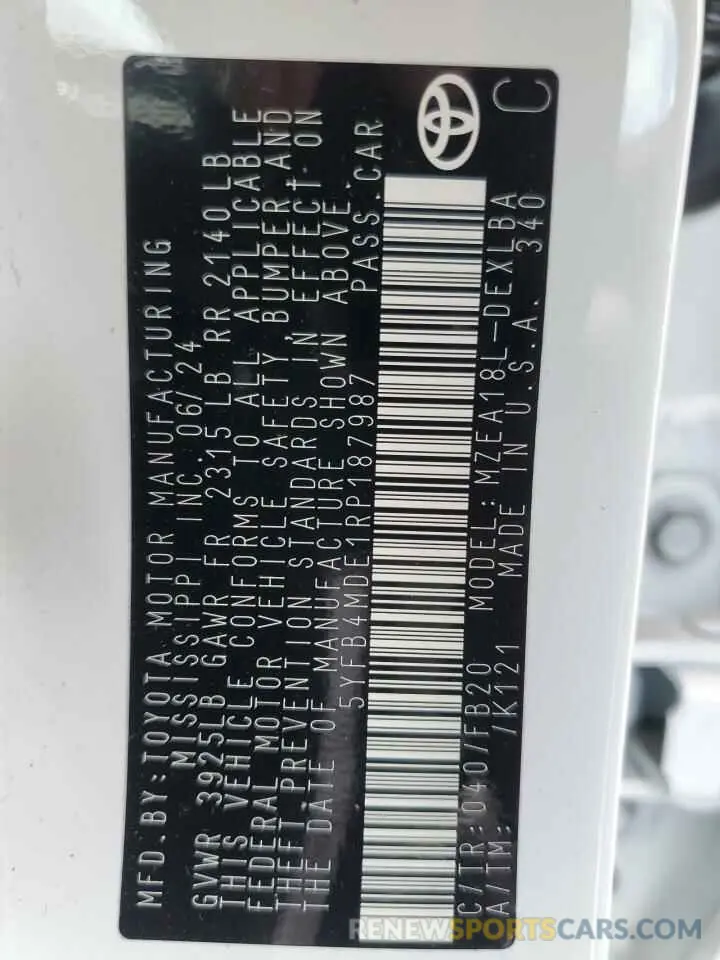 MFD.BY:TOYOTA MOTOR MANUFACTURING
MISSISSIPPI INC. 06/24
GVWR 3925LB GAWR FR 2315 LB RR 2140LB
THIS VEHICLE CONFORMS TO ALL APPLICABLE
FEDERAL MOTOR VEHICLE SAFETY, BUMPER, AND
THEFT PREVENTION STANDARDS IN EFFECT ON
THE DATE OF MANUFACTURE SHOWN ABOVE.
5YFB4MDE1RP187987 PASS.CAR
C/TR:040/FB20 MODEL:MZEA18L-DEXLBA
A/TM: /K121 MADE IN U.S.A. 340
C
RENEWSPORTSCARS.COM